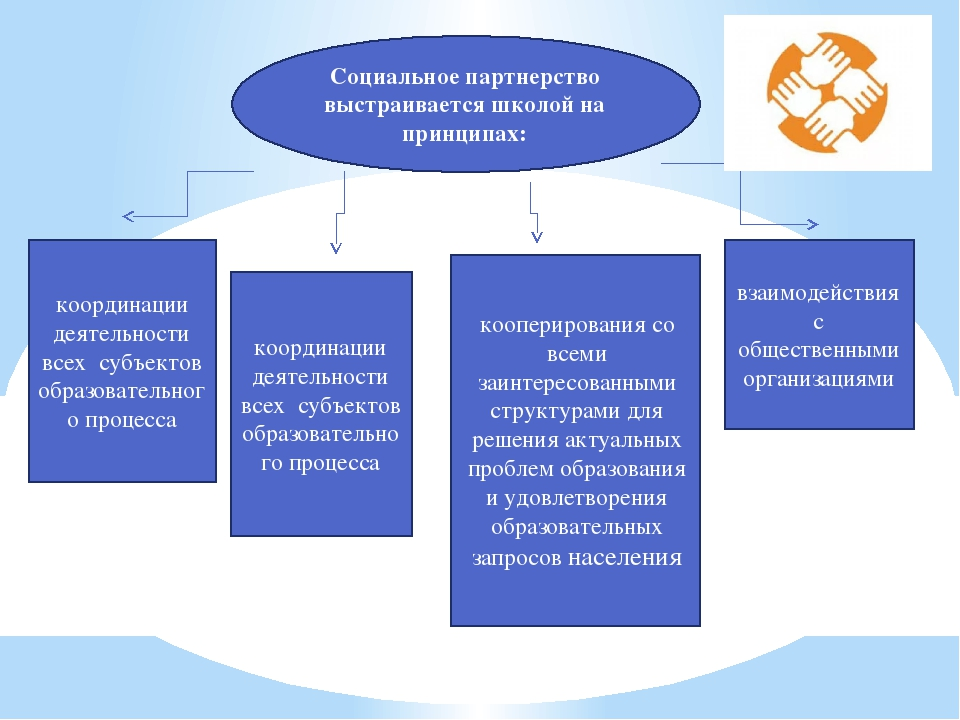 Социальное партнерство
выстраивается школой на
принципах:
координации
деятельности
всех субъектов
образовательног
о процесса
координации
деятельности
всех субъектов
образовательно
го процесса
кооперирования со
всеми
заинтересованными
структурами для
решения актуальных
проблем образования
и удовлетворения
образовательных
запросов населения
взаимодействия
с
общественными
организациями